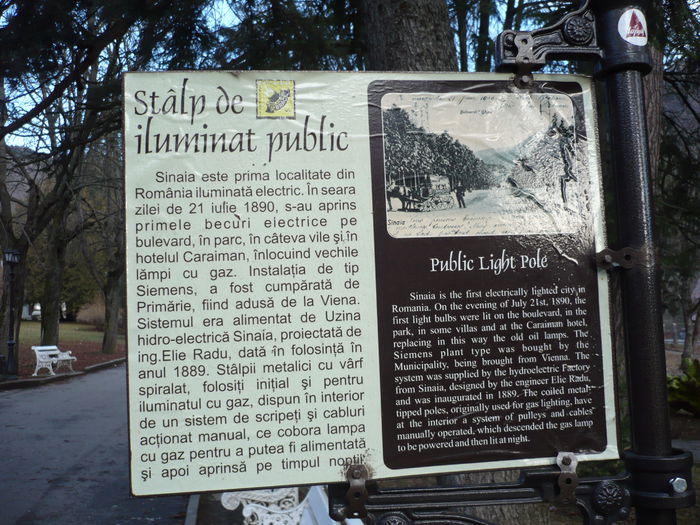 Stâlp de
iluminat public
Sinaia este prima localitate din
România iluminată electric. În seara
zilei de 21 iulie 1890, s-au aprins
primele becuri electrice pe
bulevard, în parc, în câteva vile şi în
hotelul Caraiman, înlocuind vechile
lămpi cu gaz. Instalaţia de tip
Siemens, a fost cumpărată de
Primărie, fiind adusă de la Viena.
Sistemul era alimentat de Uzina
hidro-electrică Sinaia, proiectată de
ing.Elie Radu, dată în folosinţă în
anul 1889. Stâlpii metalici cu vârf
spiralat, folosiţi iniţial şi pentru
iluminatul cu gaz, dispun în interior
de un sistem de scripeţi şi cabluri
acţionat manual, ce cobora lampa
cu gaz pentru a putea fi alimentată
şi apoi aprinsă pe timpul nopţii
Sinaia
Public Light Pole
Sinaia is the first electrically lighted city in
Romania. On the evening of July 21st, 1890, the
first light bulbs were lit on the boulevard, in the
park, in some villas and at the Caraiman hotel,
replacing in this way the old oil lamps. The
Siemens plant type was bought by the
Municipality, being brought from Vienna. The
system was supplied by the hydroelectric Factory
from Sinaia, designed by the engineer Elie Radu,
and was inaugurated in 1889. The coiled metal-
tipped poles, originally used for gas lighting, have
at the interior a system of pulleys and cables
manually operated, which descended the gas lamp
to be powered and then lit at night.